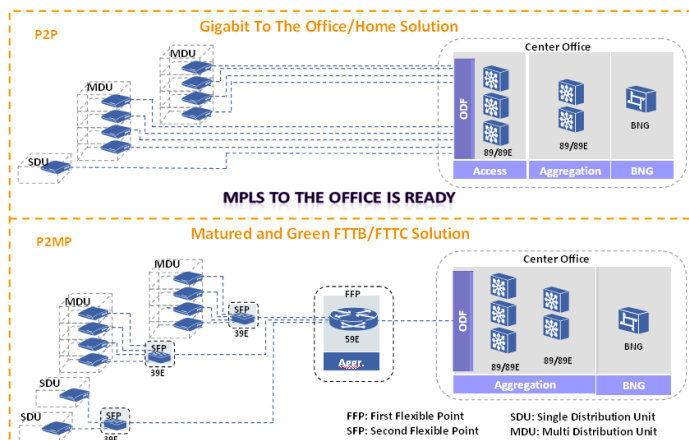 Gigabit To The Office/Home Solution
P2P
Center Office
MDU
MDU
SDU
ODF
89/89E
89/89E
BNG
Access
Aggregation
BNG
MPLS TO THE OFFICE IS READY
Matured and Green FTTB/FTTC Solution
P2MP
Center Office
MDU
MDU
SDU
SDU
SFP
39E
SFP
39E
SFP
39E
FFP
59E
Aggr.
ODF
89/89E
89/89E
BNG
Aggregation
BNG
FFP: First Flexible Point
SDU: Single Distribution Unit
SFP: Second Flexible Point
MDU: Multi Distribution Unit